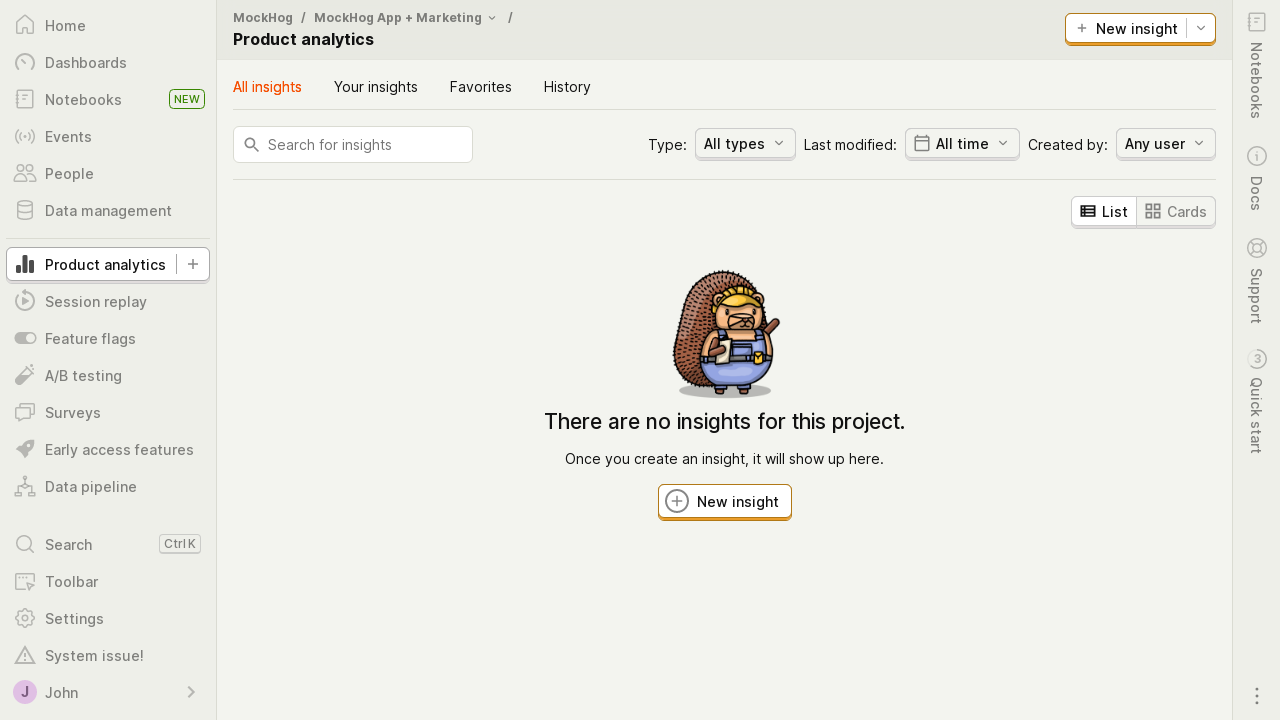 Home
Dashboards
Notebooks NEW
Events
People
Data management
Product analytics
Session replay
Feature flags
A/B testing
Surveys
Early access features
Data pipeline
Search Ctrl K
Toolbar
Settings
System issue!
J John
MockHog / MockHog App + Marketing /
Product analytics
New insight
All insights Your insights Favorites History
Search for insights
Type: All types Last modified: All time Created by: Any user
List Cards
There are no insights for this project.
Once you create an insight, it will show up here.
New insight
Notebooks
Docs
Support
3 Quick start